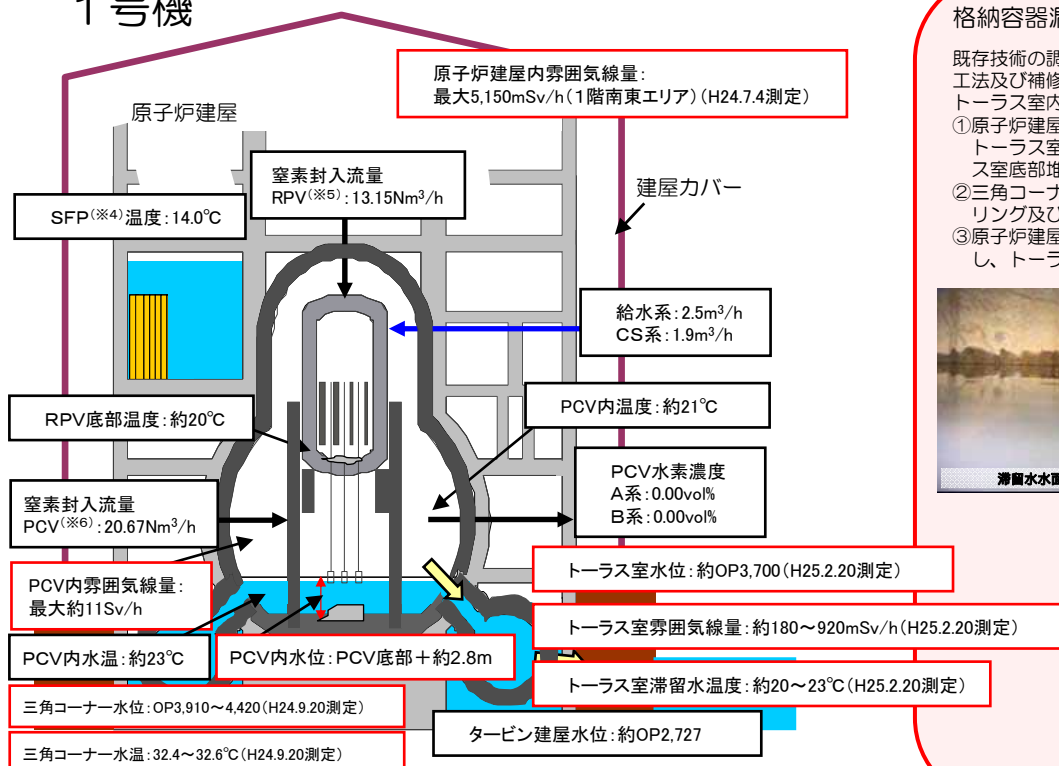 1号機
原子炉建屋内雰囲気線量:
最大5,150mSv/h(1階南東エリア)(H24.7.4測定)
原子炉建屋
窒素封入流量
RPV(※5):13.15Nm³/h
建屋カバー
SFP(※4)温度:14.0℃
給水系:2.5m³/h
CS系:1.9m³/h
RPV底部温度:約20℃
PCV内温度:約21℃
PCV水素濃度
A系:0.00vol%
B系:0.00vol%
窒素封入流量
PCV(※6):20.67Nm³/h
PCV内雰囲気線量:
最大約11Sv/h
トーラス室水位:約OP3,700(H25.2.20測定)
トーラス室雰囲気線量:約180～920mSv/h(H25.2.20測定)
PCV内水温:約23℃
PCV内水位:PCV底部+約2.8m
トーラス室滞留水温度:約20～23℃(H25.2.20測定)
三角コーナー水位:OP3,910～4,420(H24.9.20測定)
タービン建屋水位:約OP2,727
三角コーナー水温:32.4～32.6℃(H24.9.20測定)
格納容器漏
既存技術の調
工法及び補修
トーラス室内
①原子炉建屋
トーラス室
ス室底部堆
②三角コーナ
リング及び
③原子炉建屋
し、トーラ
滞留水水面